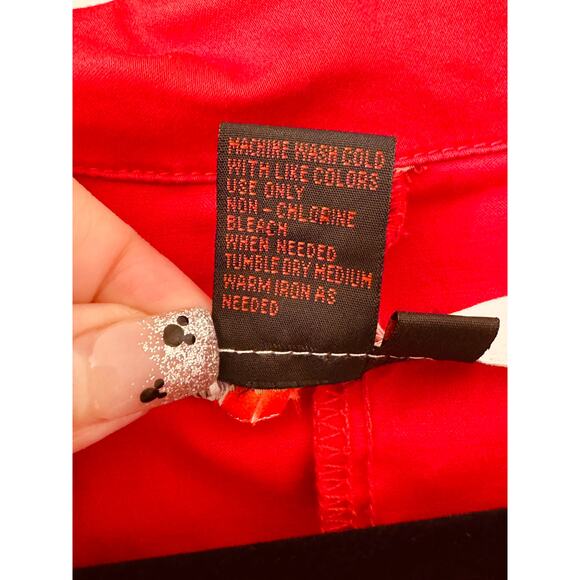 MACHINE WASH COLD
WITH LIKE COLORS
USE ONLY
NON - CHLORINE
BLEACH
WHEN NEEDED
TUMBLE DRY MEDIUM
WARM IRON AS
NEEDED